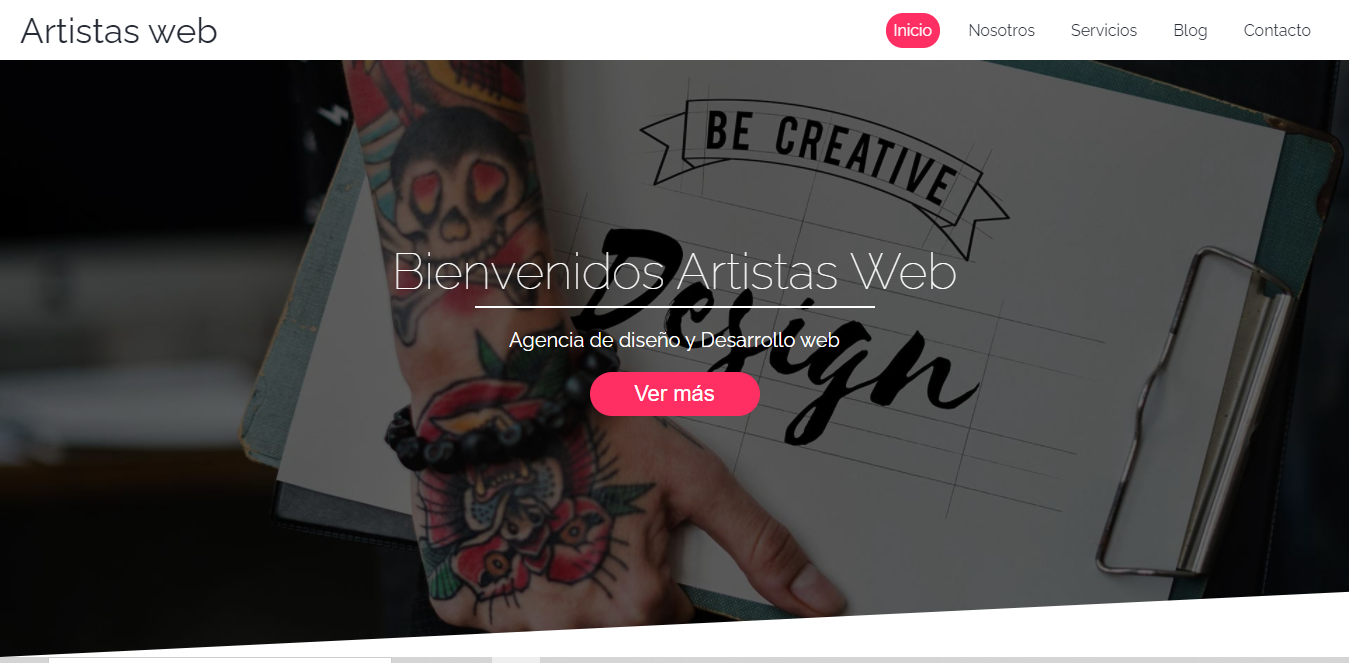 Artistas web
Inicio Nosotros Servicios Blog Contacto
BE CREATIVE
Design
Bienvenidos Artistas Web
Agencia de diseño y Desarrollo web
Ver más